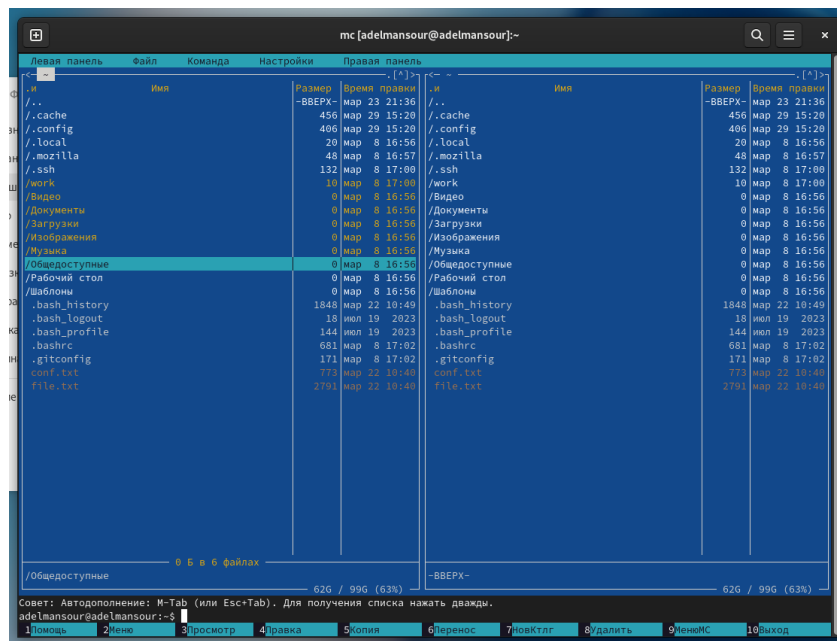 mc [adelmansour@adelmansour]:~
Левая панель Файл Команда Настройки Правая панель
<- ~ .[^]>
.и Имя Размер Время правки
/.. -ВВЕРХ- мар 23 21:36
/.cache 456 мар 29 15:20
/.config 406 мар 29 15:20
/.local 20 мар 8 16:56
/.mozilla 48 мар 8 16:57
/.ssh 132 мар 8 17:00
/work 10 мар 8 17:00
/Видео 0 мар 8 16:56
/Документы 0 мар 8 16:56
/Загрузки 0 мар 8 16:56
/Изображения 0 мар 8 16:56
/Музыка 0 мар 8 16:56
/Общедоступные 0 мар 8 16:56
/Рабочий стол 0 мар 8 16:56
/Шаблоны 0 мар 8 16:56
.bash_history 1848 мар 22 10:49
.bash_logout 18 июл 19 2023
.bash_profile 144 июл 19 2023
.bashrc 681 мар 8 17:02
.gitconfig 171 мар 8 17:02
conf.txt 773 мар 22 10:40
file.txt 2791 мар 22 10:40
0 Б в 6 файлах
/Общедоступные
62G / 99G (63%)
<- ~ .[^]>
.и Имя Размер Время правки
/.. -ВВЕРХ- мар 23 21:36
/.cache 456 мар 29 15:20
/.config 406 мар 29 15:20
/.local 20 мар 8 16:56
/.mozilla 48 мар 8 16:57
/.ssh 132 мар 8 17:00
/work 10 мар 8 17:00
/Видео 0 мар 8 16:56
/Документы 0 мар 8 16:56
/Загрузки 0 мар 8 16:56
/Изображения 0 мар 8 16:56
/Музыка 0 мар 8 16:56
/Общедоступные 0 мар 8 16:56
/Рабочий стол 0 мар 8 16:56
/Шаблоны 0 мар 8 16:56
.bash_history 1848 мар 22 10:49
.bash_logout 18 июл 19 2023
.bash_profile 144 июл 19 2023
.bashrc 681 мар 8 17:02
.gitconfig 171 мар 8 17:02
conf.txt 773 мар 22 10:40
file.txt 2791 мар 22 10:40
-ВВЕРХ-
62G / 99G (63%)
Совет: Автодополнение: M-Tab (или Esc+Tab). Для получения списка нажать дважды.
adelmansour@adelmansour:~$
1Помощь 2Меню 3Просмотр 4Правка 5Копия 6Перенос 7НовКтлг 8Удалить 9МенюMC 10Выход